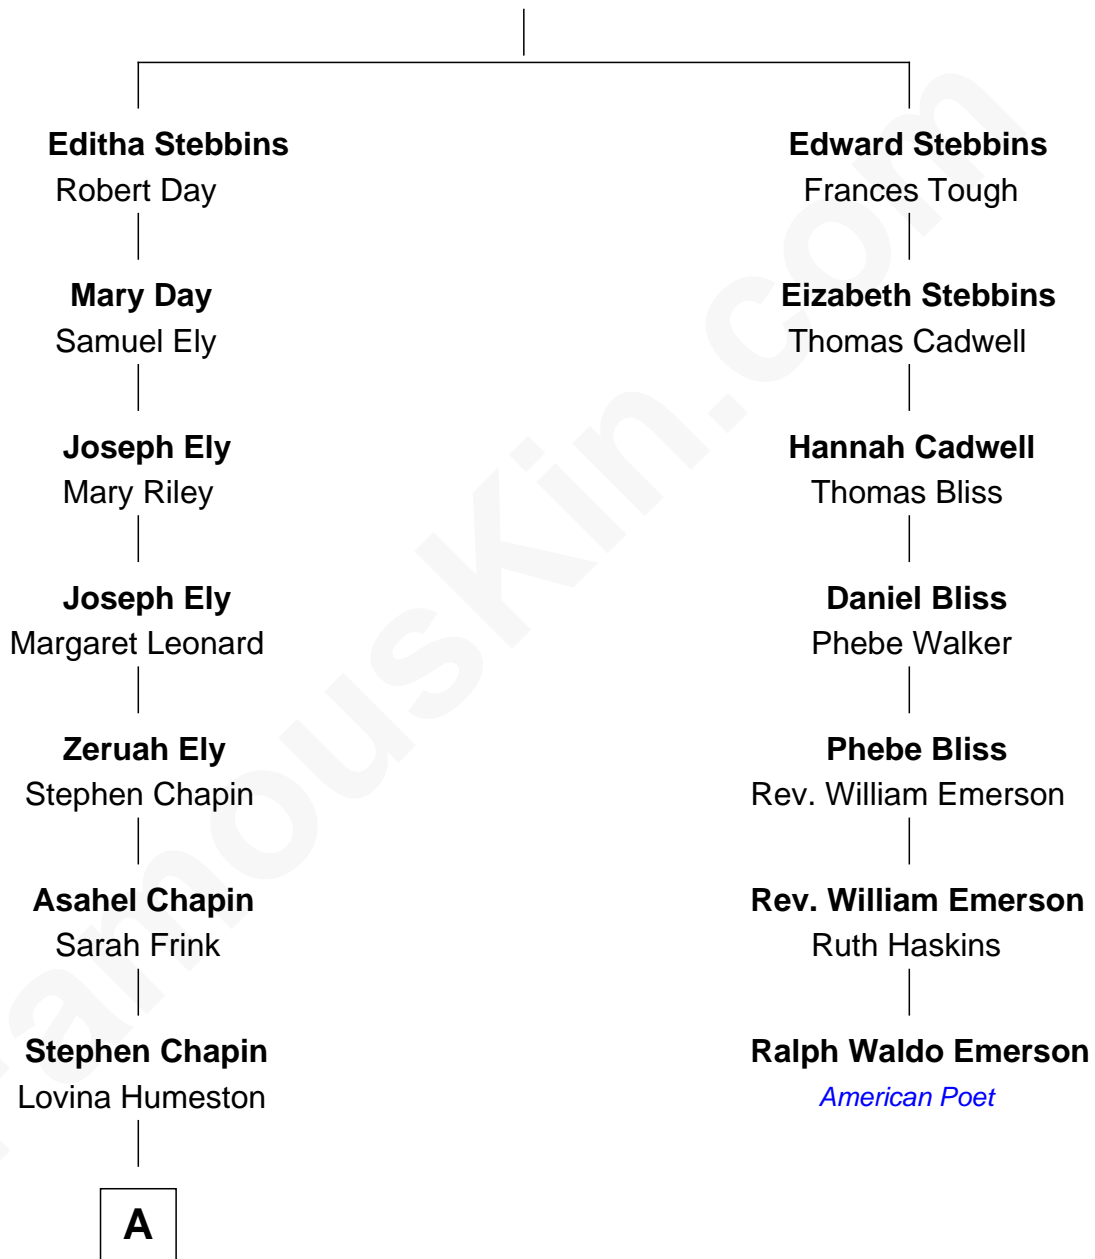 Editha Stebbins
Robert Day
Mary Day
Samuel Ely
Joseph Ely
Mary Riley
Joseph Ely
Margaret Leonard
Zeruah Ely
Stephen Chapin
Asahel Chapin
Sarah Frink
Stephen Chapin
Lovina Humeston
A
Edward Stebbins
Frances Tough
Eizabeth Stebbins
Thomas Cadwell
Hannah Cadwell
Thomas Bliss
Daniel Bliss
Phebe Walker
Phebe Bliss
Rev. William Emerson
Rev. William Emerson
Ruth Haskins
Ralph Waldo Emerson
American Poet
FamousKin.com